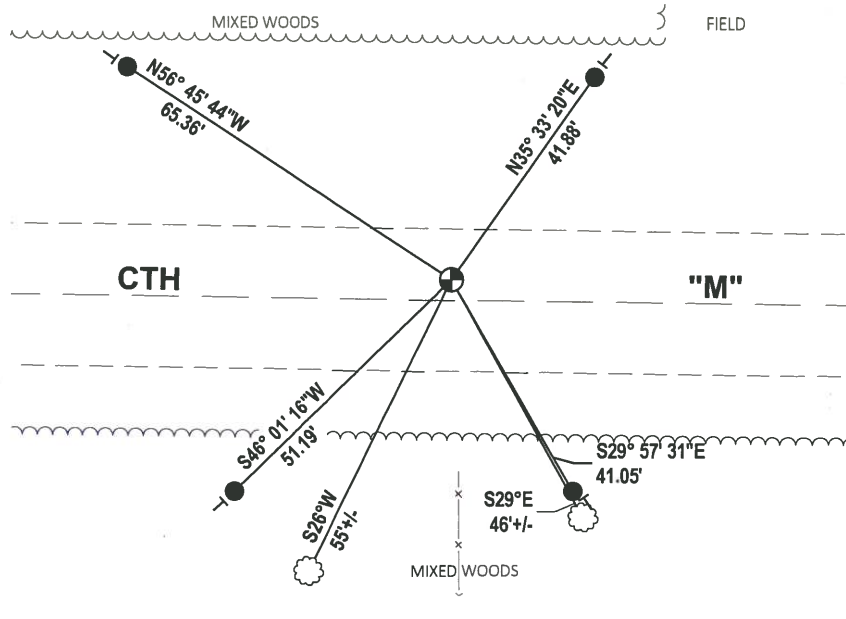 MIXED WOODS
FIELD
N56° 45' 44"W
65.36'
N35° 33' 20"E
41.88'
CTH
"M"
S46° 01' 16"W
51.19'
S26°W
55'+/-
S29° 57' 31"E
41.05'
S29°E
46'+/-
MIXED WOODS